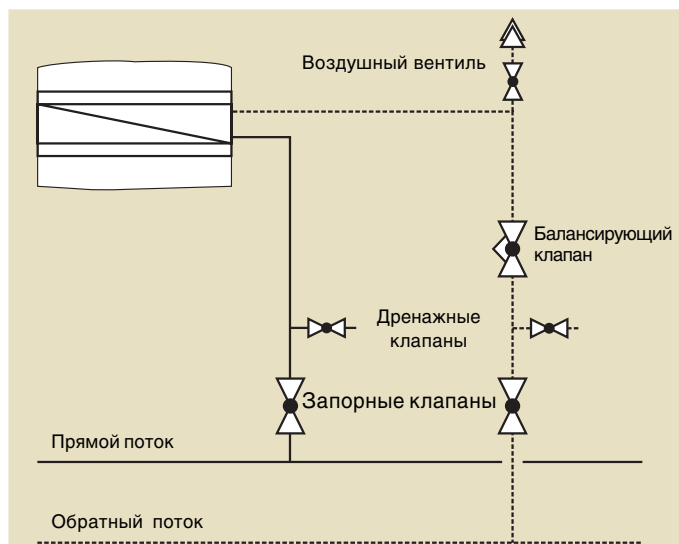 Воздушный вентиль
Балансирующий
клапан
Дренажные
клапаны
Запорные клапаны
Прямой поток
Обратный поток